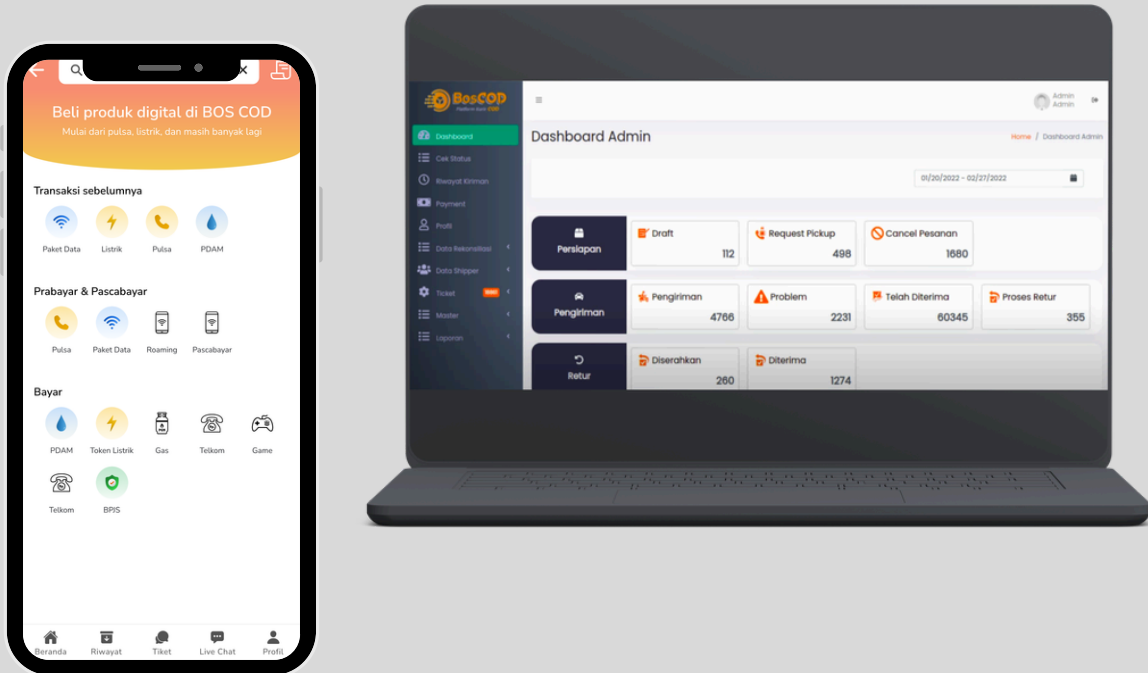 Beli produk digital di BOS COD
Mulai dari pulsa, listrik, dan masih banyak lagi
Transaksi sebelumnya
Paket Data
Listrik
Pulsa
PDAM
Prabayar & Pascabayar
Pulsa
Paket Data
Roaming
Pascabayar
Bayar
PDAM
Token Listrik
Gas
Telkom
Game
Telkom
BPJS
Beranda
Riwayat
Tiket
Live Chat
Profil
BosCOD
Admin
Admin
Dashboard
Cek Status
Riwayat Kiriman
Payment
Profil
Data Rekonsiliasi
Data Shipper
Ticket
Master
Laporan
Dashboard Admin
Home / Dashboard Admin
01/20/2022 - 02/27/2022
Persiapan
Draft
112
Request Pickup
498
Cancel Pesanan
1680
Pengiriman
Pengiriman
4766
Problem
2231
Telah Diterima
60345
Proses Retur
355
Retur
Diserahkan
260
Diterima
1274